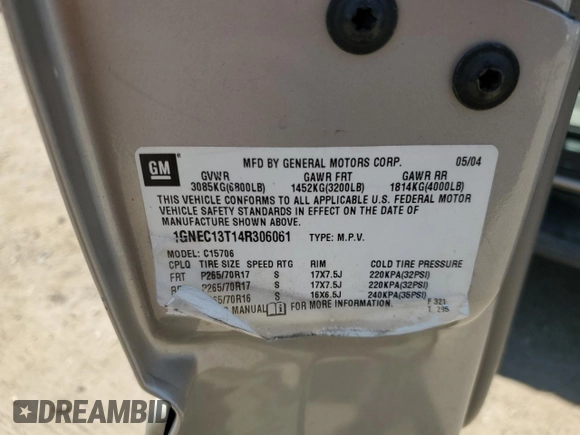 GM
MFD BY GENERAL MOTORS CORP. 05/04
GVWR GAWR FRT GAWR RR
3085KG(6800LB) 1452KG(3200LB) 1814KG(4000LB)
THIS VEHICLE CONFORMS TO ALL APPLICABLE U.S. FEDERAL MOTOR
VEHICLE SAFETY STANDARDS IN EFFECT ON THE DATE OF
MANUFACTURE SHOWN ABOVE.
1GNEC13T14R306061 TYPE: M.P.V.
MODEL: C15706
CPLQ TIRE SIZE SPEED RTG RIM COLD TIRE PRESSURE
FRT P265/70R17 S 17X7.5J 220KPA(32PSI)
P265/70R17 S 17X7.5J 220KPA(32PSI)
65/70R16 S 16X6.5J 240KPA(35PSI)
MANUAL FOR MORE INFORMATION.
DREAMBID